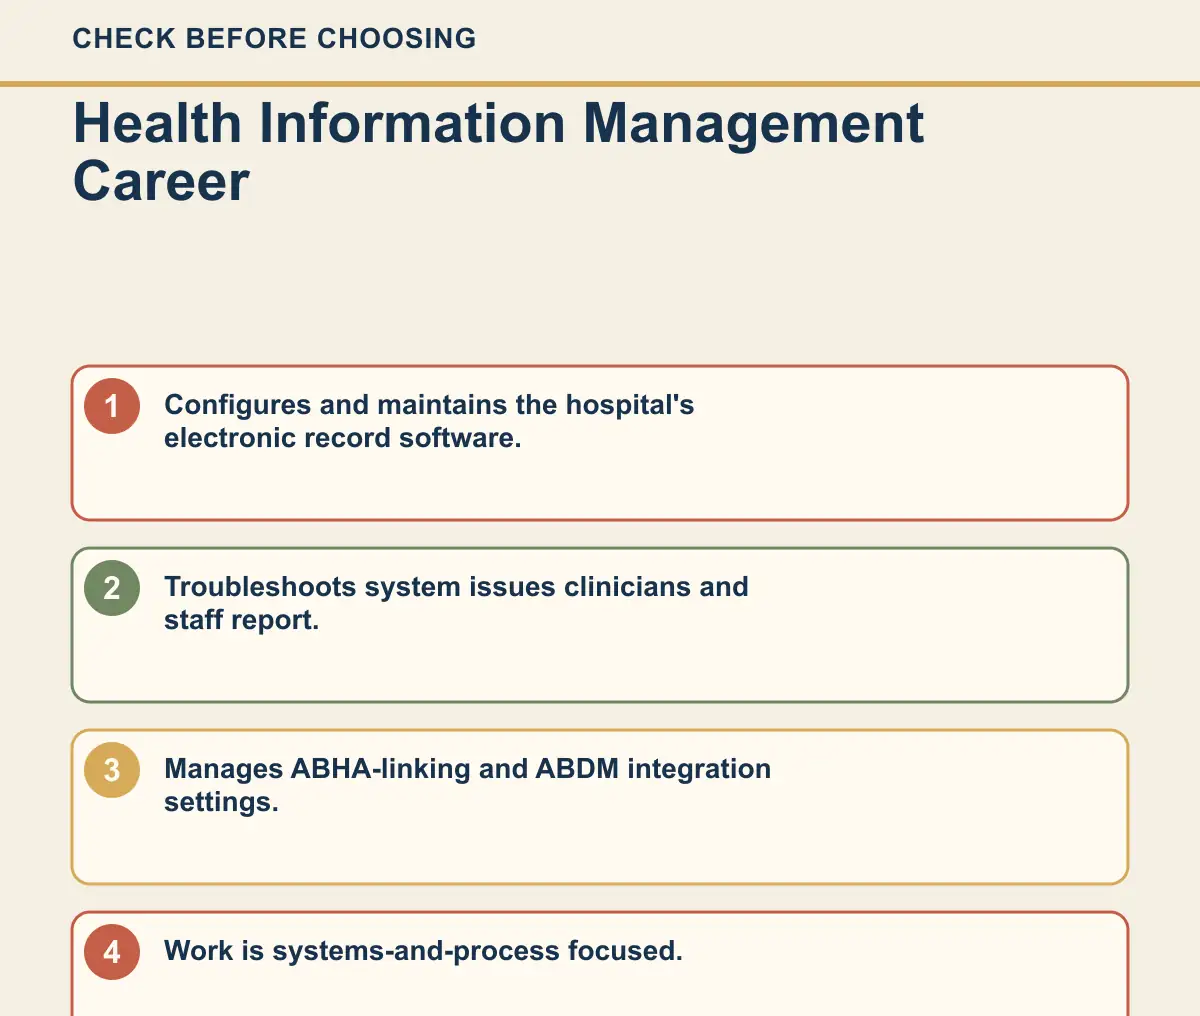 CHECK BEFORE CHOOSING
Health Information Management
Career
1
Configures and maintains the hospital's
electronic record software.
2
Troubleshoots system issues clinicians and
staff report.
3
Manages ABHA-linking and ABDM integration
settings.
4
Work is systems-and-process focused.